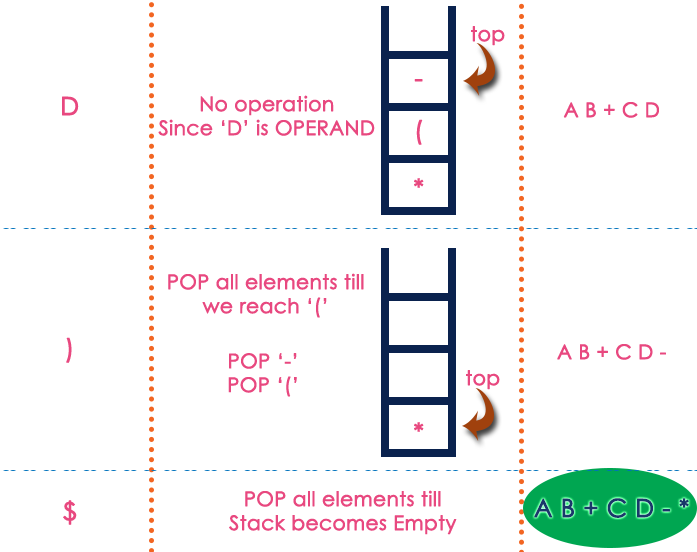 D
No operation
Since ‘D’ is OPERAND
top
-
(
*
A B + C D
)
POP all elements till
we reach ‘(’
POP ‘-’
POP ‘(’
top
*
A B + C D -
$
POP all elements till
Stack becomes Empty
A B + C D - *